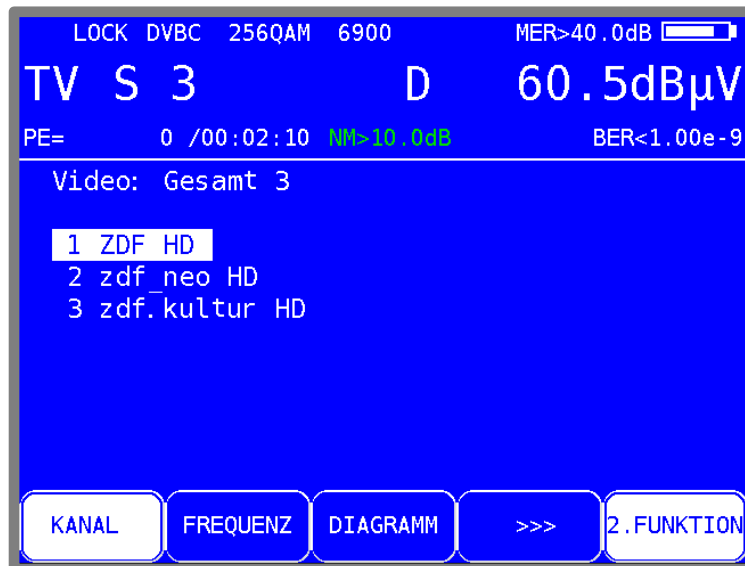 LOCK DVBC 256QAM 6900 MER>40.0dB
TV S 3 D 60.5dBµV
PE= 0 /00:02:10 NM>10.0dB BER<1.00e-9
Video: Gesamt 3
1 ZDF HD
2 zdf_neo HD
3 zdf.kultur HD
KANAL FREQUENZ DIAGRAMM >>> 2.FUNKTION